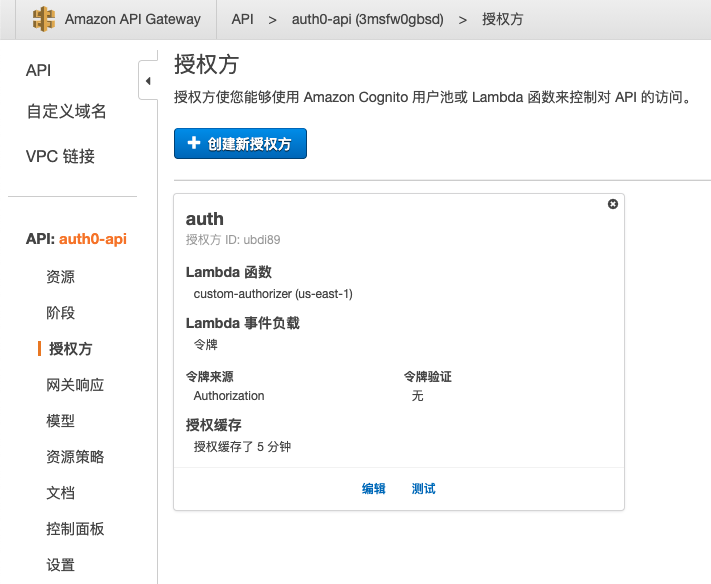 Amazon API Gateway API > auth0-api (3msfw0gbsd) > 授权方
API
自定义域名
VPC 链接
API: auth0-api
资源
阶段
授权方
网关响应
模型
资源策略
文档
控制面板
设置
授权方
授权方使您能够使用 Amazon Cognito 用户池或 Lambda 函数来控制对 API 的访问。
+ 创建新授权方
auth
授权方 ID: ubdi89
Lambda 函数
custom-authorizer (us-east-1)
Lambda 事件负载
令牌
令牌来源 令牌验证
Authorization 无
授权缓存
授权缓存了 5 分钟
编辑 测试